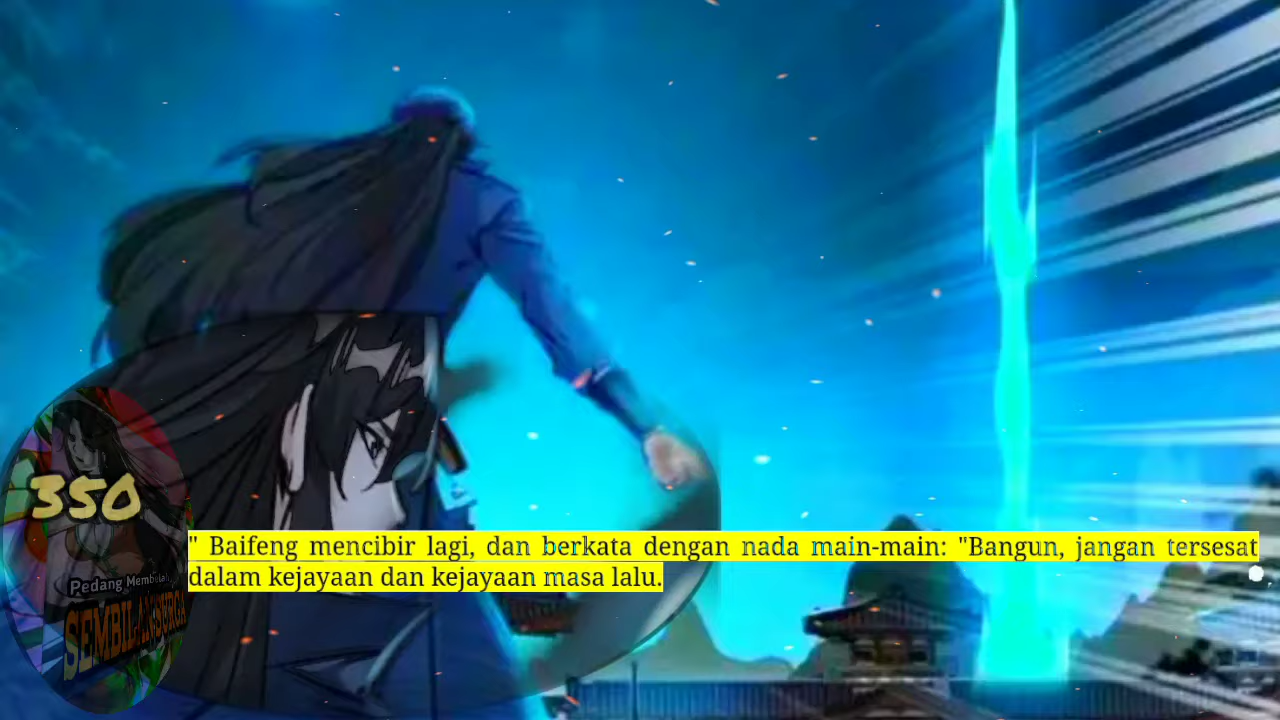 350
" Baifeng mencibir lagi, dan berkata dengan nada main-main: "Bangun, jangan tersesat
dalam kejayaan dan kejayaan masa lalu.
Pedang Membelah
SEMBILAN SURGA